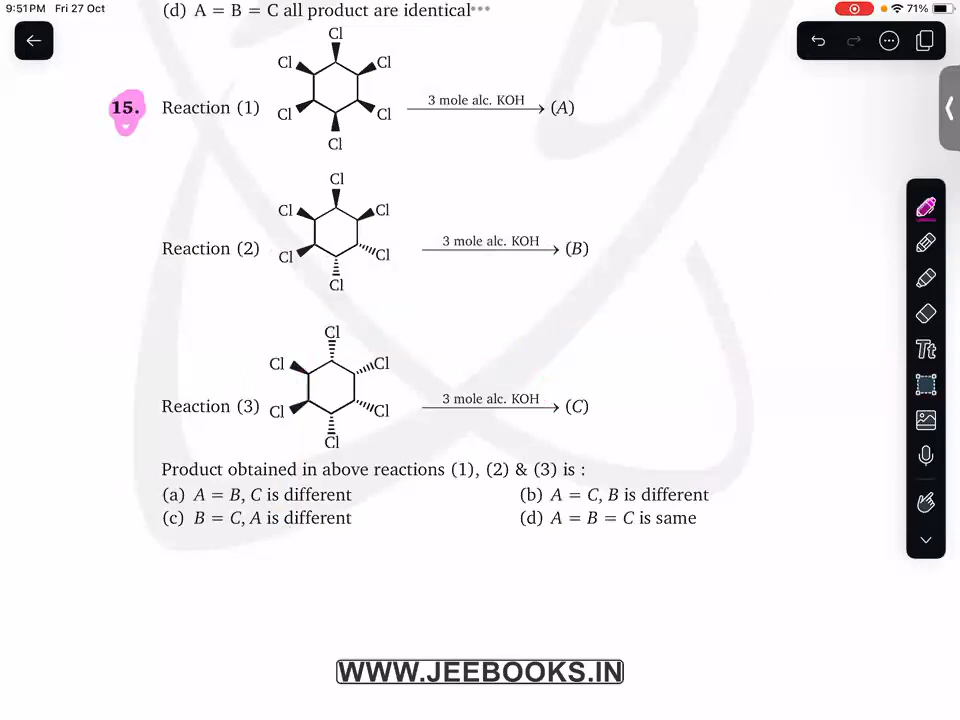 9:51 PM Fri 27 Oct
71%
(d) A = B = C all product are identical
Cl
Cl Cl
15. Reaction (1) 3 mole alc. KOH (A)
Cl Cl
Cl
Cl
Cl Cl
Reaction (2) 3 mole alc. KOH (B)
Cl Cl
Cl
Cl
Cl Cl
Reaction (3) Cl Cl 3 mole alc. KOH (C)
Cl
Product obtained in above reactions (1), (2) & (3) is :
(a) A = B, C is different (b) A = C, B is different
(c) B = C, A is different (d) A = B = C is same
Tt
WWW.JEEBOOKS.IN